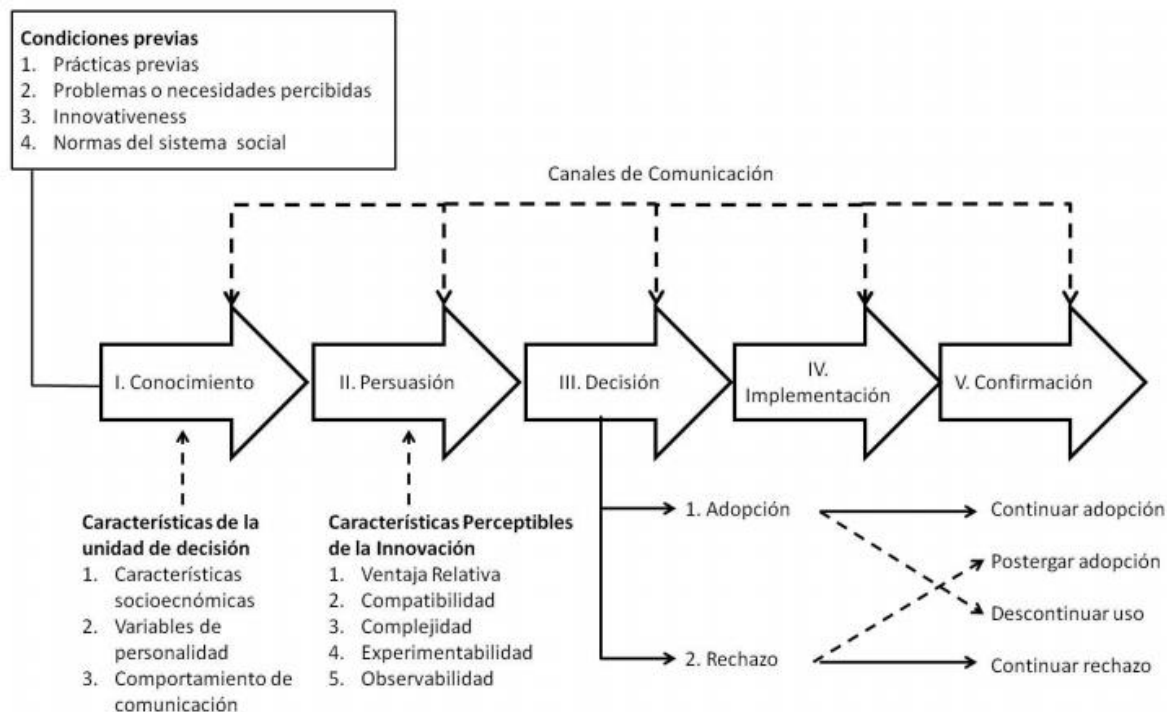 Condiciones previas
1. Prácticas previas
2. Problemas o necesidades percibidas
3. Innovativeness
4. Normas del sistema social
Canales de Comunicación
I. Conocimiento
II. Persuasión
III. Decisión
IV.
Implementación
V. Confirmación
Características de la
unidad de decisión
1. Características
socioecnómicas
2. Variables de
personalidad
3. Comportamiento de
comunicación
Características Perceptibles
de la Innovación
1. Ventaja Relativa
2. Compatibilidad
3. Complejidad
4. Experimentabilidad
5. Observabilidad
1. Adopción
2. Rechazo
Continuar adopción
Postergar adopción
Descontinuar uso
Continuar rechazo